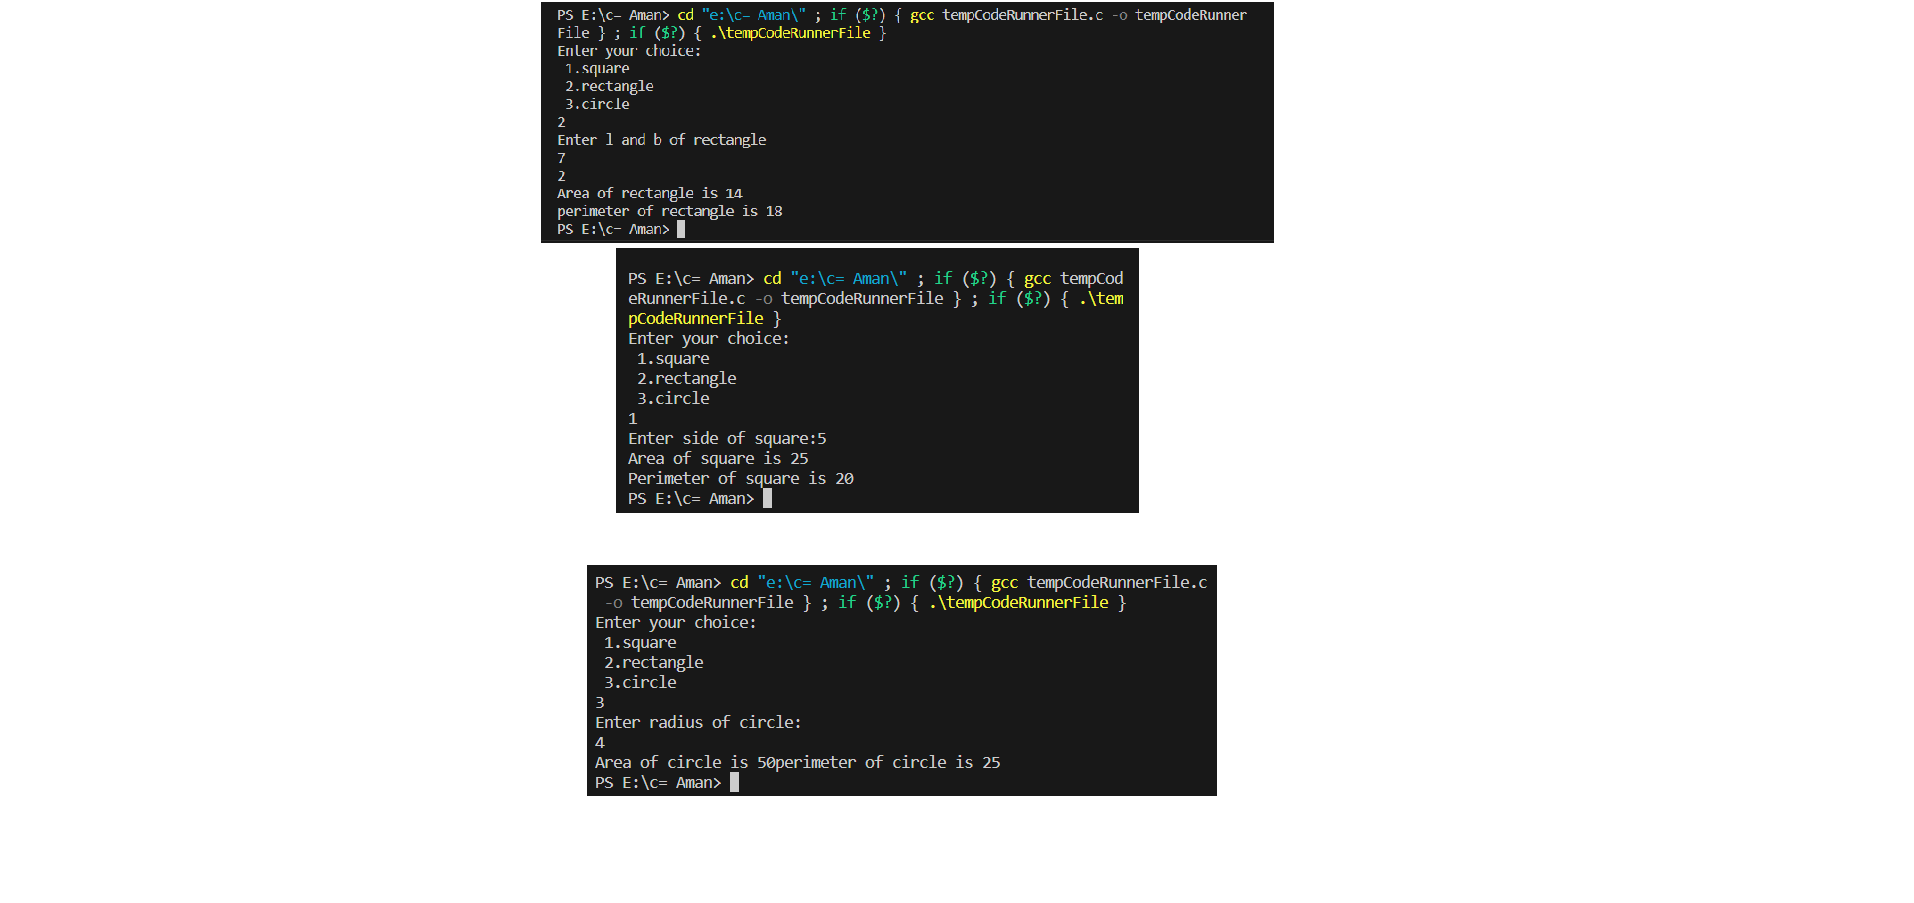 PS E:\c= Aman> cd "e:\c= Aman\" ; if ($?) { gcc tempCodeRunnerFile.c -o tempCodeRunner
File } ; if ($?) { .\tempCodeRunnerFile }
Enter your choice:
 1.square
 2.rectangle
 3.circle
2
Enter l and b of rectangle
7
2
Area of rectangle is 14
perimeter of rectangle is 18
PS E:\c= Aman>
PS E:\c= Aman> cd "e:\c= Aman\" ; if ($?) { gcc tempCod
eRunnerFile.c -o tempCodeRunnerFile } ; if ($?) { .\tem
pCodeRunnerFile }
Enter your choice:
 1.square
 2.rectangle
 3.circle
1
Enter side of square:5
Area of square is 25
Perimeter of square is 20
PS E:\c= Aman>
PS E:\c= Aman> cd "e:\c= Aman\" ; if ($?) { gcc tempCodeRunnerFile.c
 -o tempCodeRunnerFile } ; if ($?) { .\tempCodeRunnerFile }
Enter your choice:
 1.square
 2.rectangle
 3.circle
3
Enter radius of circle:
4
Area of circle is 50perimeter of circle is 25
PS E:\c= Aman>